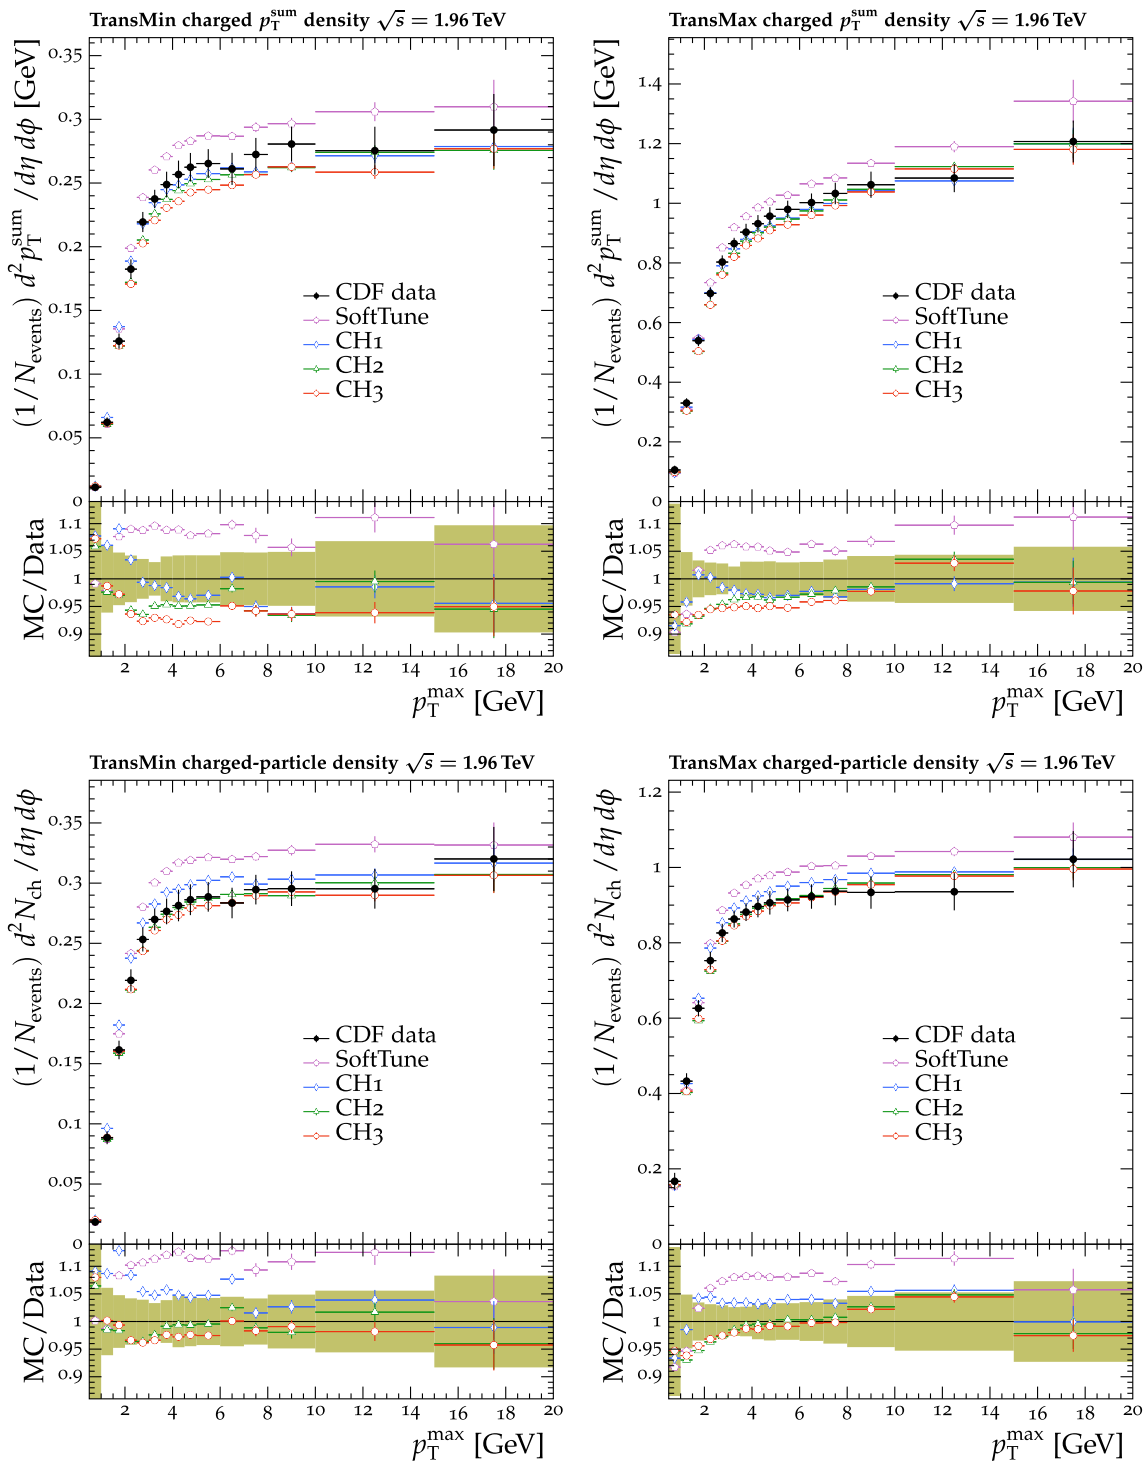 TransMin charged p_T^sum density √s = 1.96 TeV
(1/N_events) d²p_T^sum/dη dϕ [GeV]
0.35
0.3
0.25
0.2
0.15
0.1
0.05
0
CDF data
SoftTune
CH1
CH2
CH3
MC/Data
1.1
1.05
1
0.95
0.9
2 4 6 8 10 12 14 16 18 20
p_T^max [GeV]
TransMax charged p_T^sum density √s = 1.96 TeV
(1/N_events) d²p_T^sum/dη dϕ [GeV]
1.4
1.2
1
0.8
0.6
0.4
0.2
0
CDF data
SoftTune
CH1
CH2
CH3
MC/Data
1.1
1.05
1
0.95
0.9
2 4 6 8 10 12 14 16 18 20
p_T^max [GeV]
TransMin charged-particle density √s = 1.96 TeV
(1/N_events) d²N_ch/dη dϕ
0.35
0.3
0.25
0.2
0.15
0.1
0.05
0
CDF data
SoftTune
CH1
CH2
CH3
MC/Data
1.1
1.05
1
0.95
0.9
2 4 6 8 10 12 14 16 18 20
p_T^max [GeV]
TransMax charged-particle density √s = 1.96 TeV
(1/N_events) d²N_ch/dη dϕ
1.2
1
0.8
0.6
0.4
0.2
0
CDF data
SoftTune
CH1
CH2
CH3
MC/Data
1.1
1.05
1
0.95
0.9
2 4 6 8 10 12 14 16 18 20
p_T^max [GeV]